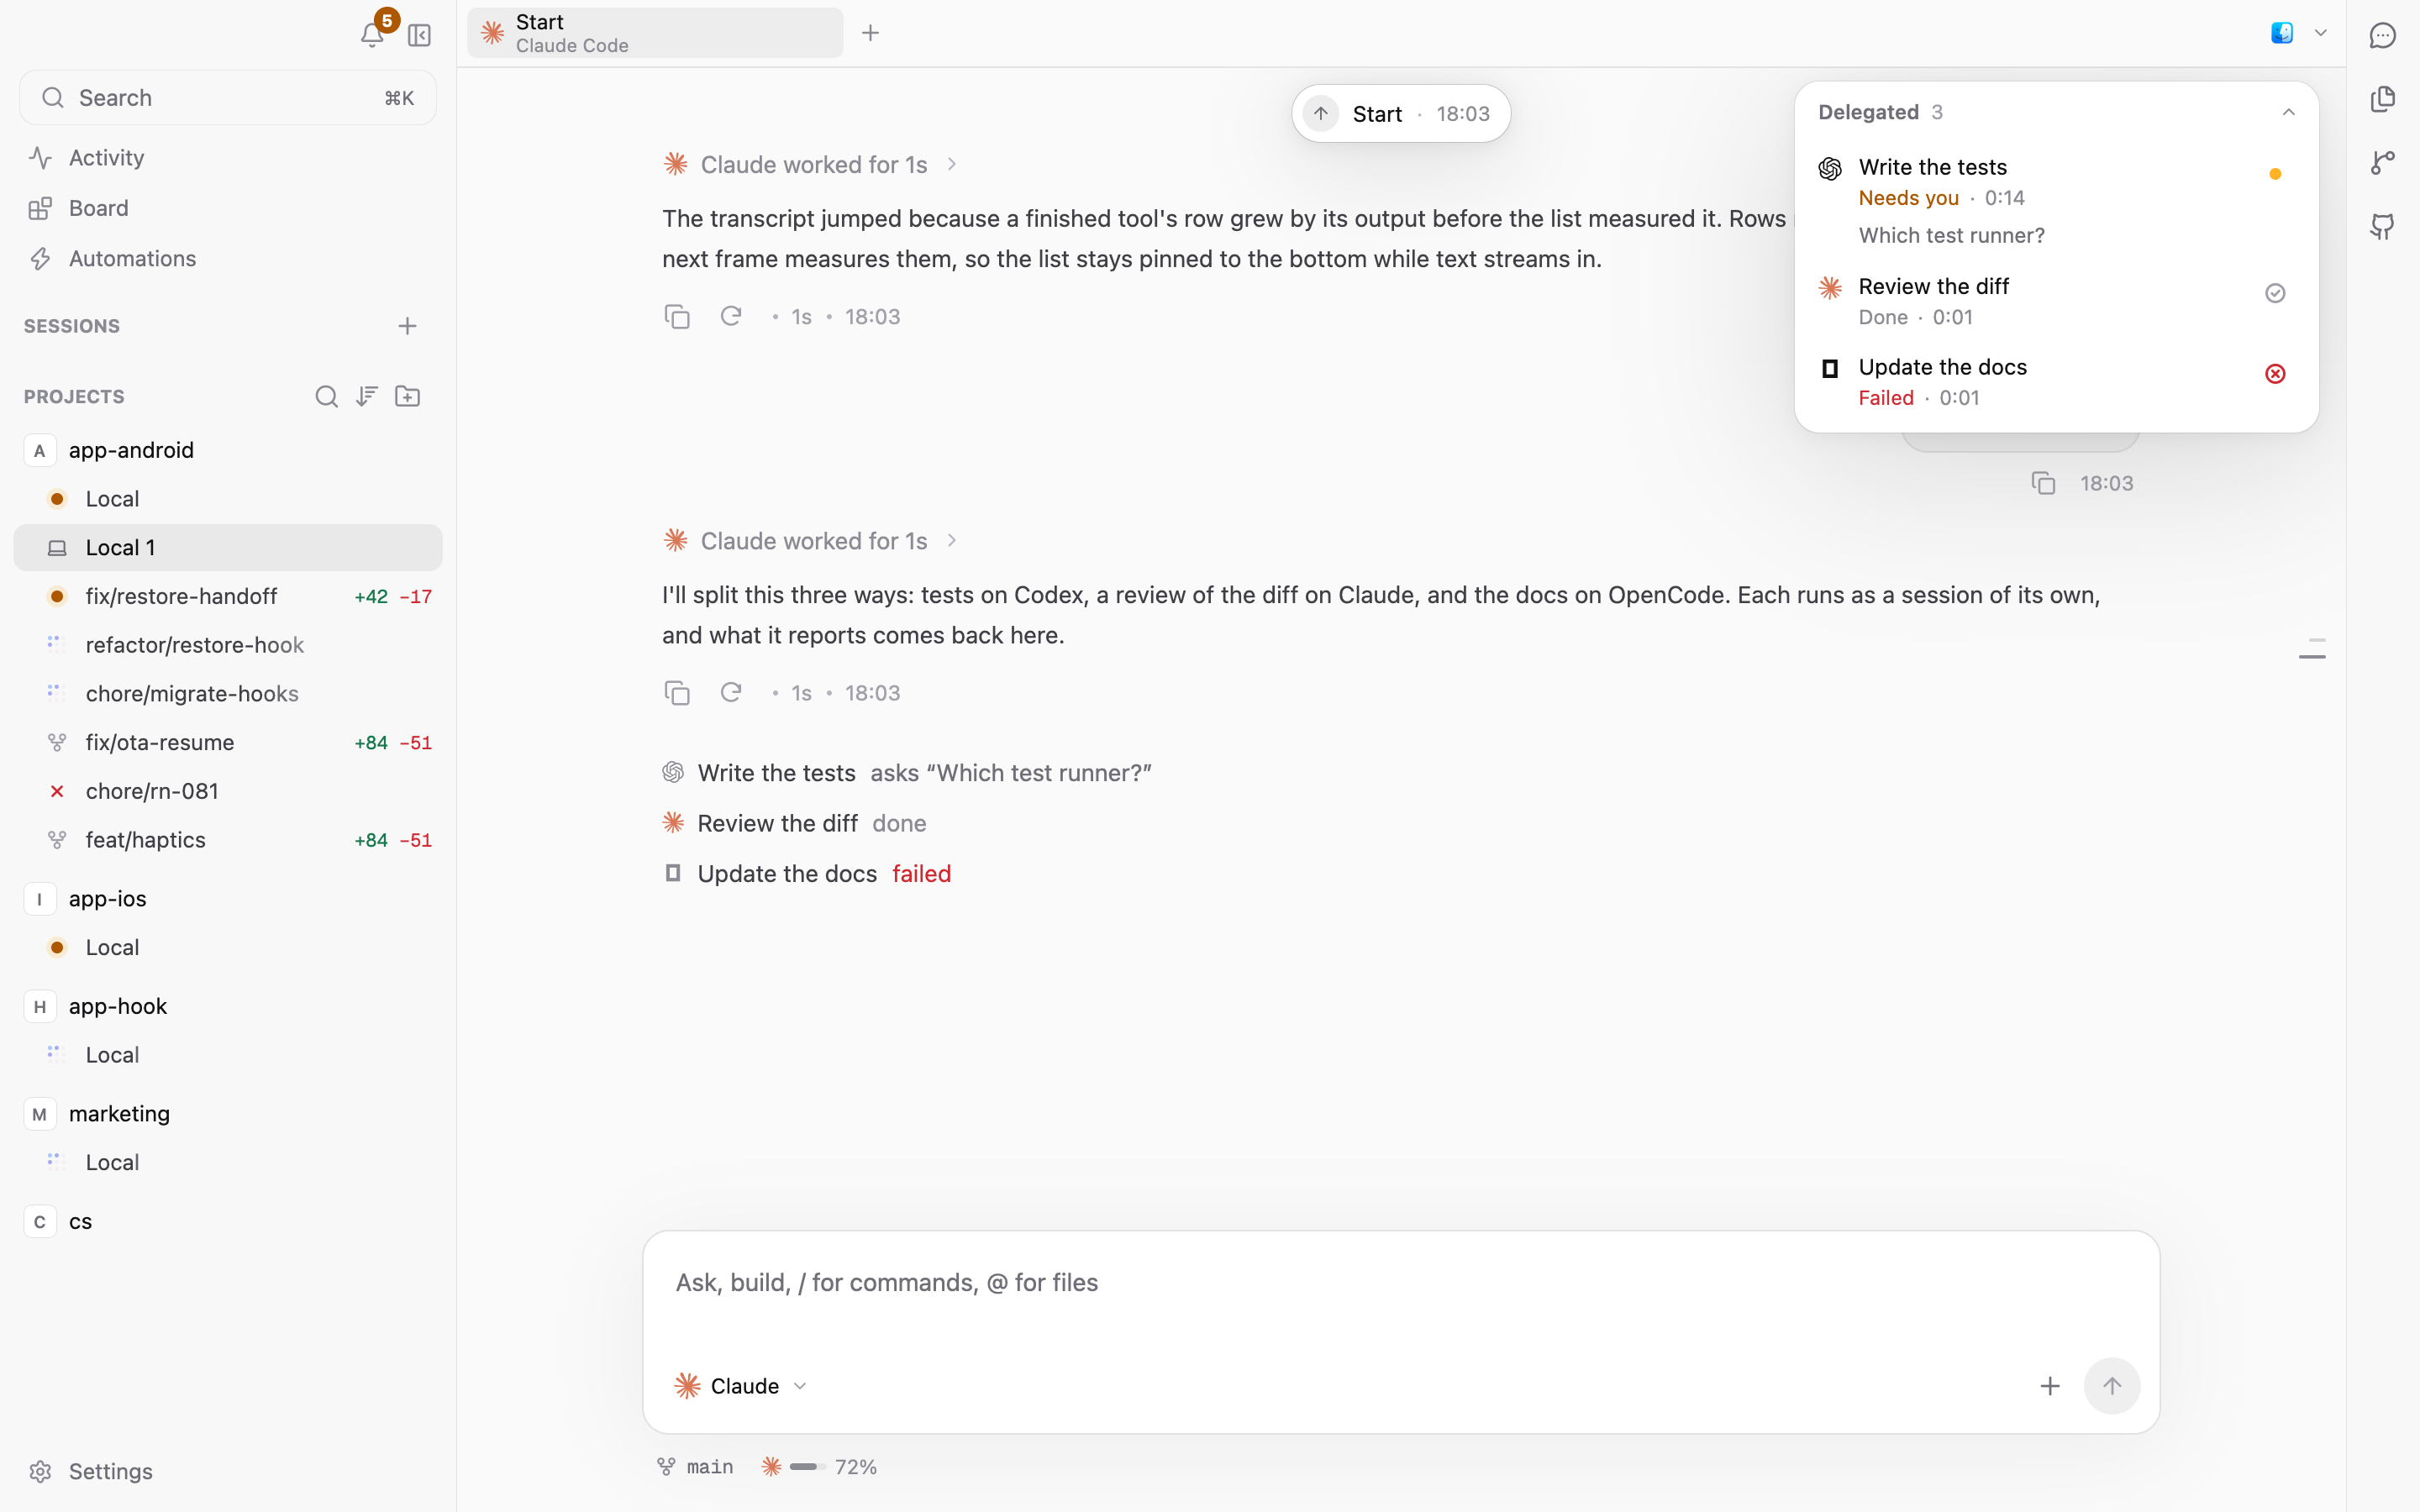 5
Search ⌘K
Activity
Board
Automations
SESSIONS
PROJECTS
A app-android
Local
Local 1
fix/restore-handoff +42 −17
refactor/restore-hook
chore/migrate-hooks
fix/ota-resume +84 −51
chore/rn-081
feat/haptics +84 −51
I app-ios
Local
H app-hook
Local
M marketing
Local
C cs
Settings
Start
Claude Code
Start · 18:03
Claude worked for 1s
The transcript jumped because a finished tool's row grew by its output before the list measured it. Rows
next frame measures them, so the list stays pinned to the bottom while text streams in.
• 1s • 18:03
18:03
Claude worked for 1s
I'll split this three ways: tests on Codex, a review of the diff on Claude, and the docs on OpenCode. Each runs as a session of its own,
and what it reports comes back here.
• 1s • 18:03
Write the tests asks “Which test runner?”
Review the diff done
Update the docs failed
Ask, build, / for commands, @ for files
Claude
main 72%
Delegated 3
Write the tests
Needs you · 0:14
Which test runner?
Review the diff
Done · 0:01
Update the docs
Failed · 0:01